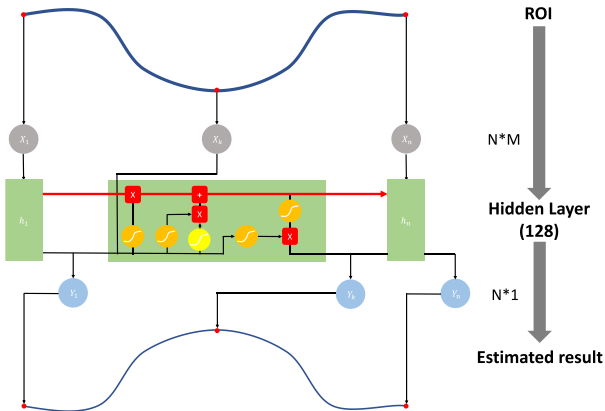 ROI
X₁
Xₖ
Xₙ
N*M
h₁
X
+
X
X
hₙ
Hidden Layer
(128)
Y₁
Yₖ
Yₙ
N*1
Estimated result